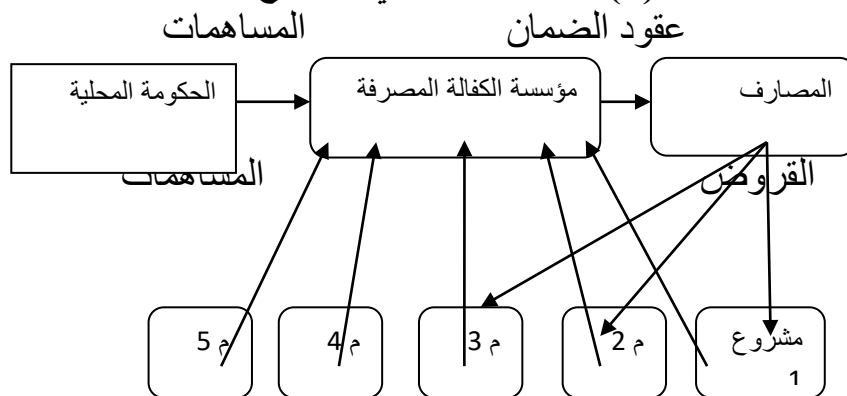 عقود الضمان المساهمات
المصارف مؤسسة الكفالة المصرفة الحكومة المحلية
القروض المساهمات
مشروع 1
م 2
م 3
م 4
م 5